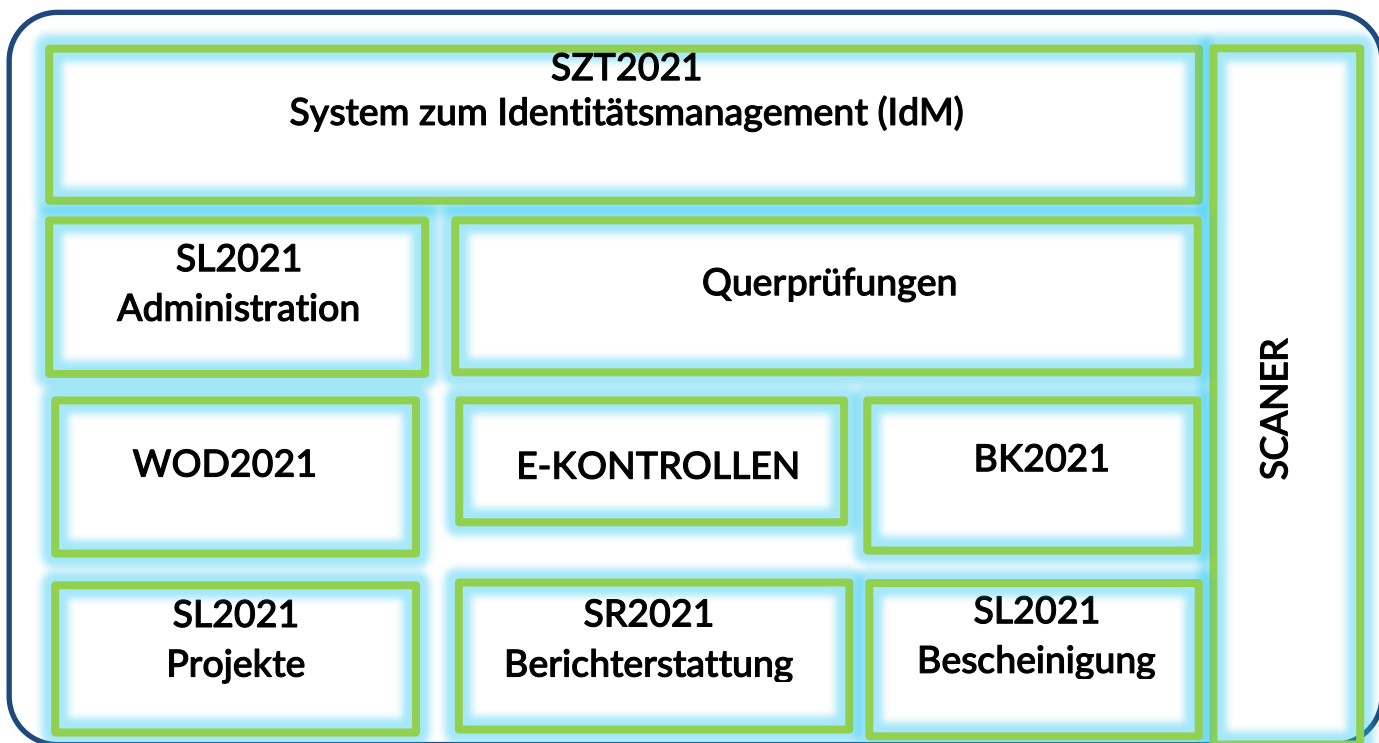 SZT2021
System zum Identitätsmanagement (IdM)
SL2021
Administration
Querprüfungen
WOD2021
E-KONTROLLEN
BK2021
SL2021
Projekte
SR2021
Berichterstattung
SL2021
Bescheinigung
SCANER